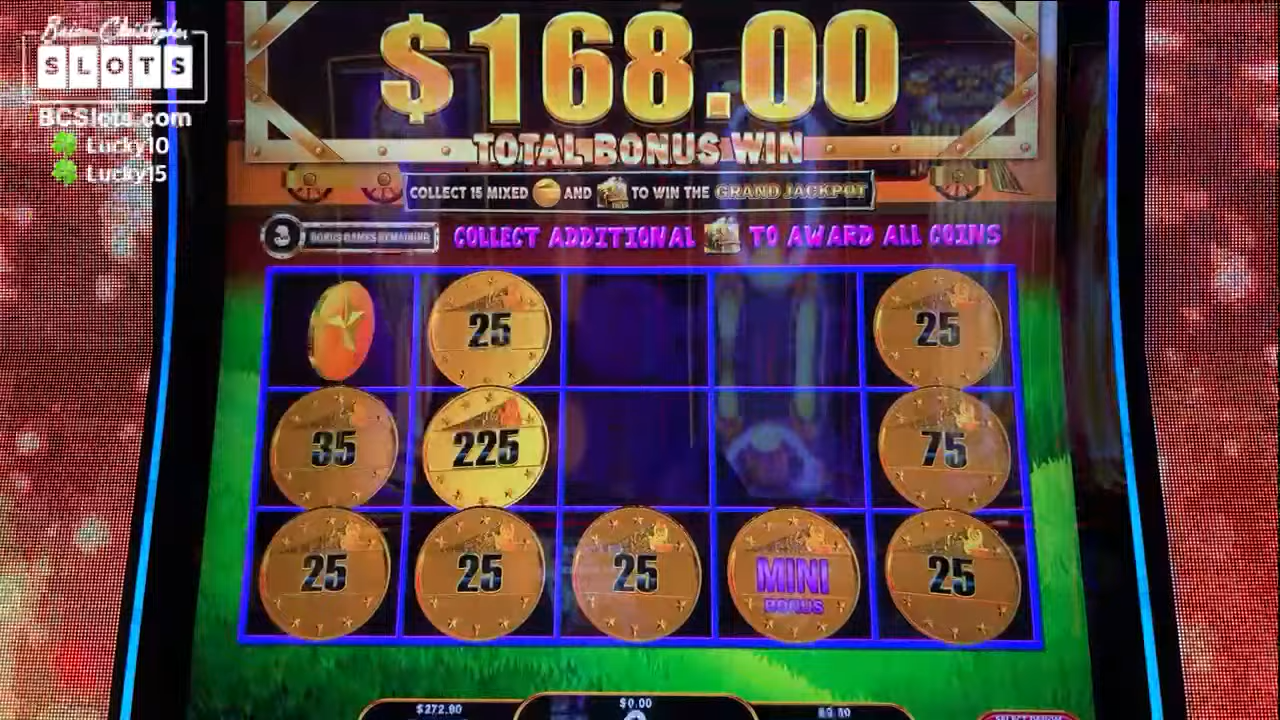 Brian Christopher
SLOTS
BCSlots.com
Lucky10
Lucky15
$168.00
TOTAL BONUS WIN
COLLECT 15 MIXED AND TO WIN THE GRAND JACKPOT
3 BONUS GAMES REMAINING
COLLECT ADDITIONAL TO AWARD ALL COINS
25 25
35 225 75
25 25 25 MINI BONUS 25
$272.90 $0.00